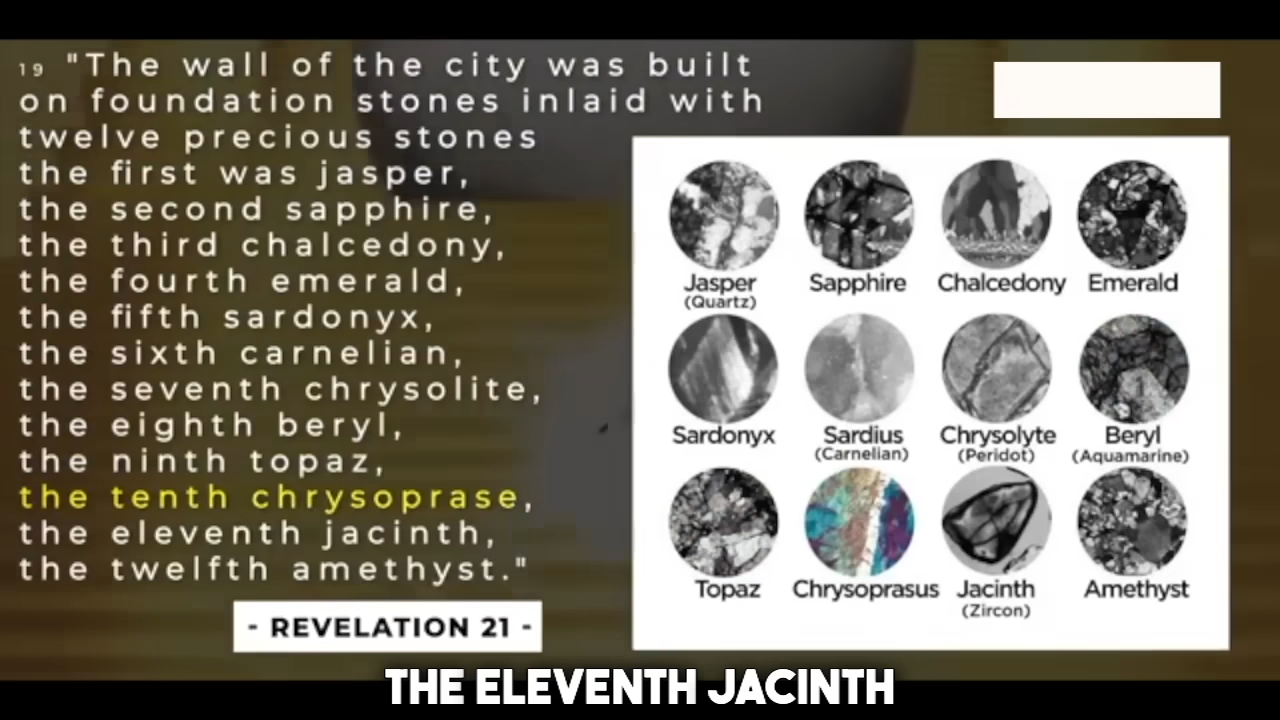 19 "The wall of the city was built
on foundation stones inlaid with
twelve precious stones
the first was jasper,
the second sapphire,
the third chalcedony,
the fourth emerald,
the fifth sardonyx,
the sixth carnelian,
the seventh chrysolite,
the eighth beryl,
the ninth topaz,
the tenth chrysoprase,
the eleventh jacinth,
the twelfth amethyst."
- REVELATION 21 -
Jasper
(Quartz)
Sapphire
Chalcedony
Emerald
Sardonyx
Sardius
(Carnelian)
Chrysolyte
(Peridot)
Beryl
(Aquamarine)
Topaz
Chrysoprasus
Jacinth
(Zircon)
Amethyst
THE ELEVENTH JACINTH